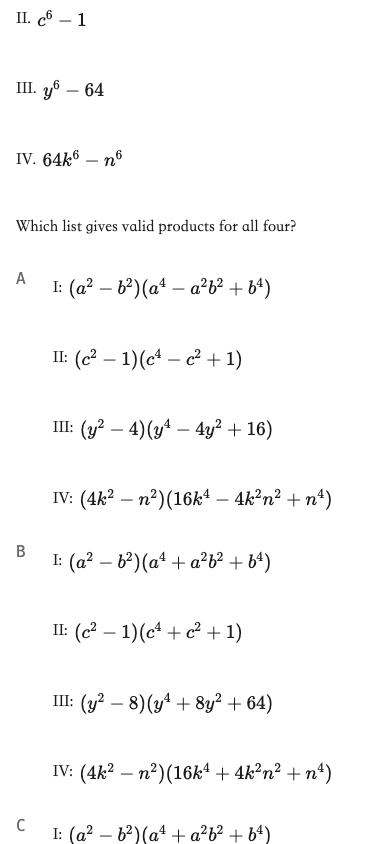 II. c⁶ − 1
III. y⁶ − 64
IV. 64k⁶ − n⁶
Which list gives valid products for all four?
A
I: (a² − b²)(a⁴ − a²b² + b⁴)
II: (c² − 1)(c⁴ − c² + 1)
III: (y² − 4)(y⁴ − 4y² + 16)
IV: (4k² − n²)(16k⁴ − 4k²n² + n⁴)
B
I: (a² − b²)(a⁴ + a²b² + b⁴)
II: (c² − 1)(c⁴ + c² + 1)
III: (y² − 8)(y⁴ + 8y² + 64)
IV: (4k² − n²)(16k⁴ + 4k²n² + n⁴)
C
I: (a² − b²)(a⁴ + a²b² + b⁴)